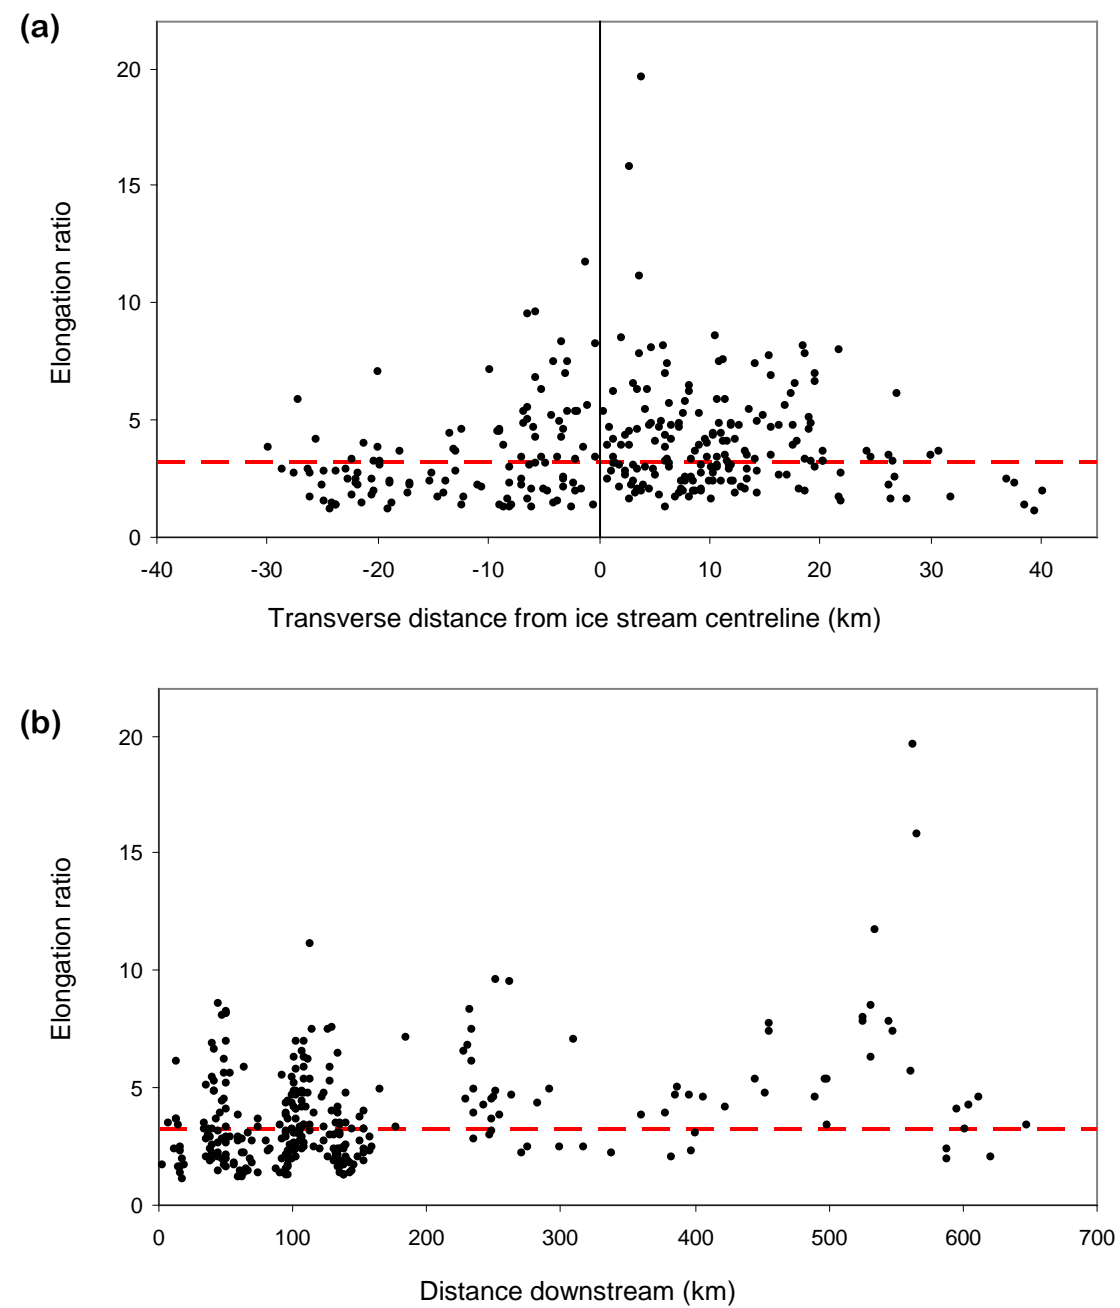 (a)
20
15
10
5
0
Elongation ratio
-40 -30 -20 -10 0 10 20 30 40
Transverse distance from ice stream centreline (km)
(b)
20
15
10
5
0
Elongation ratio
0 100 200 300 400 500 600 700
Distance downstream (km)